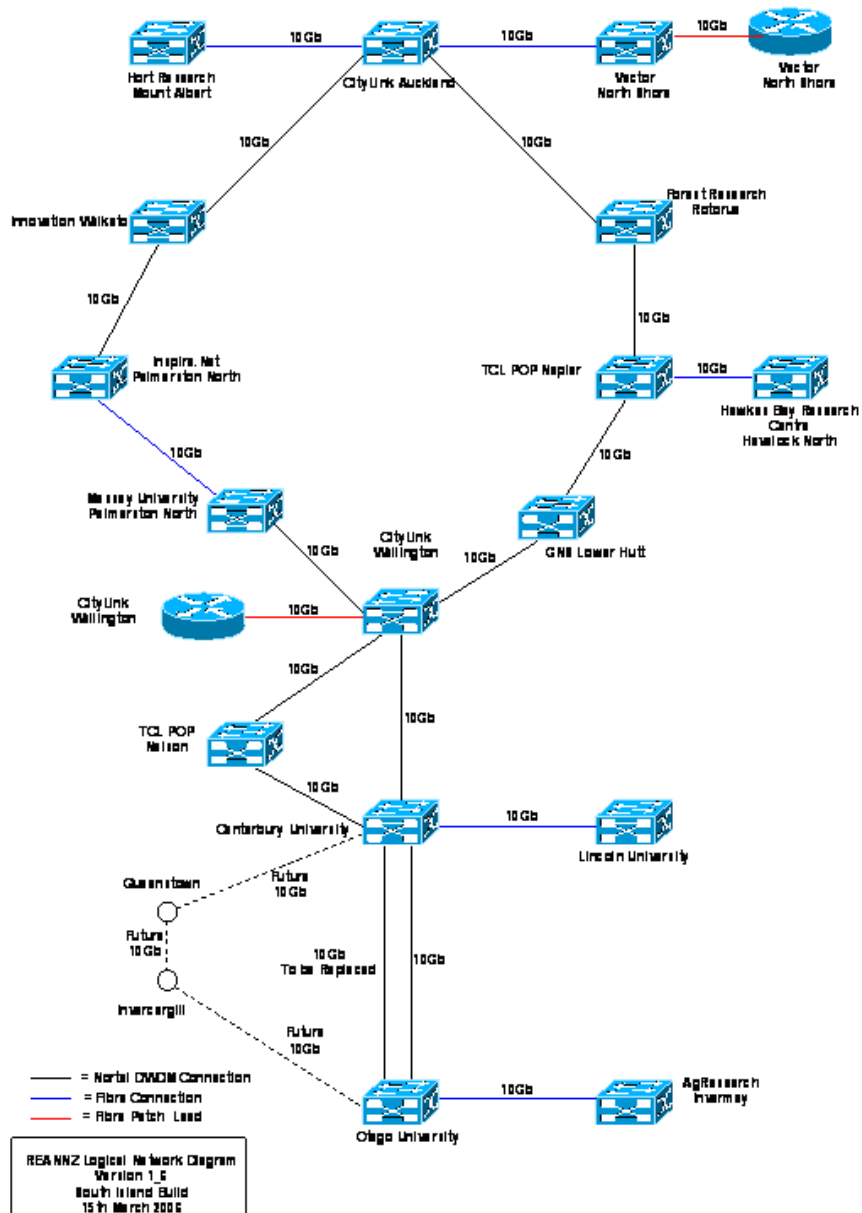 10Gb
10Gb
10Gb
Hort Research
Mount Albert
CityLink Auckland
Vector
North Shore
Vector
North Shore
10Gb
10Gb
Innovation Waikato
Forest Research
Rotorua
10Gb
10Gb
Inspire.Net
Palmerston North
TCL POP Napier
10Gb
Hawkes Bay Research
Centre
Havelock North
10Gb
10Gb
Massey University
Palmerston North
GNS Lower Hutt
CityLink
Wellington
10Gb
10Gb
CityLink
Wellington
10Gb
10Gb
10Gb
TCL POP
Nelson
10Gb
Canterbury University
10Gb
Lincoln University
Queenstown
Future
10Gb
Future
10Gb
10Gb
To be Replaced
10Gb
Invercargill
Future
10Gb
Otago University
10Gb
AgResearch
Invermay
= Nortel DWDM Connection
= Fibre Connection
= Fibre Patch Lead
REANNZ Logical Network Diagram
Version 1_6
South Island Build
15th March 2006